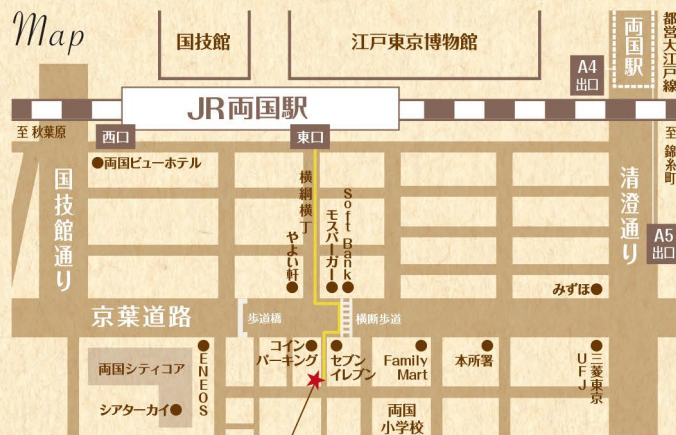 Map
国技館
江戸東京博物館
両国駅
都営大江戸線
A4
出口
JR両国駅
至 秋葉原
西口
東口
至 錦糸町
両国ビューホテル
国技館通り
横綱横丁
やよい軒
モスバーガー
Soft Bank
清澄通り
A5
出口
みずほ
京葉道路
歩道橋
横断歩道
両国シティコア
シアターカイ
ENEOS
コイン
パーキング
セブン
イレブン
Family
Mart
本所署
三菱東京
UFJ
両国
小学校